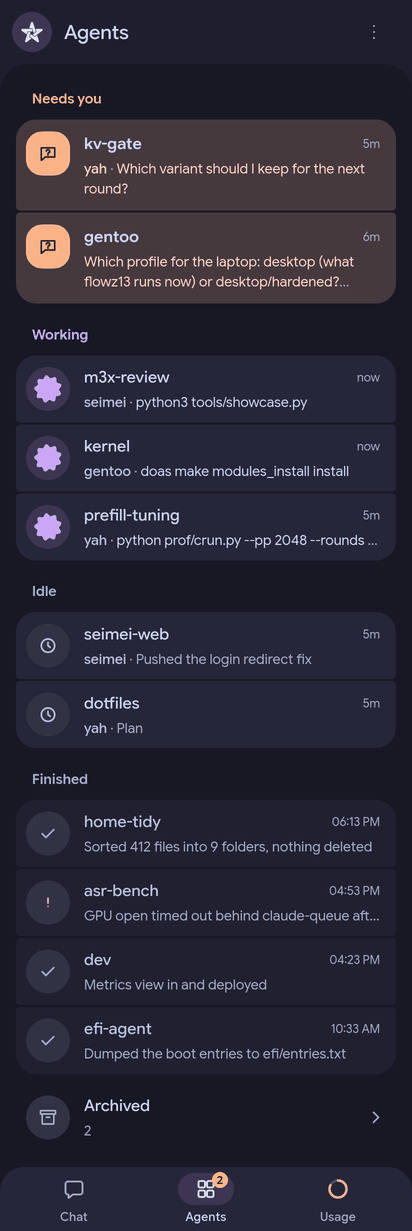 Agents
Needs you
kv-gate
5m
yah · Which variant should I keep for the next
round?
gentoo
6m
Which profile for the laptop: desktop (what
flowz13 runs now) or desktop/hardened?...
Working
m3x-review
now
seimei · python3 tools/showcase.py
kernel
now
gentoo · doas make modules_install install
prefill-tuning
5m
yah · python prof/crun.py --pp 2048 --rounds ...
Idle
seimei-web
5m
seimei · Pushed the login redirect fix
dotfiles
5m
yah · Plan
Finished
home-tidy
06:13 PM
Sorted 412 files into 9 folders, nothing deleted
asr-bench
04:53 PM
GPU open timed out behind claude-queue aft...
dev
04:23 PM
Metrics view in and deployed
efi-agent
10:33 AM
Dumped the boot entries to efi/entries.txt
Archived
2
2
Chat
Agents
Usage